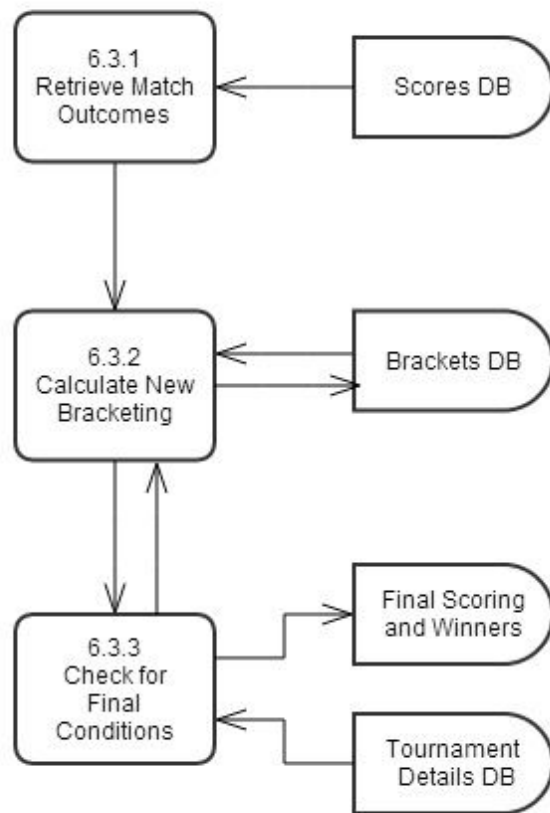 6.3.1
Retrieve Match
Outcomes
Scores DB
6.3.2
Calculate New
Bracketing
Brackets DB
6.3.3
Check for
Final
Conditions
Final Scoring
and Winners
Tournament
Details DB